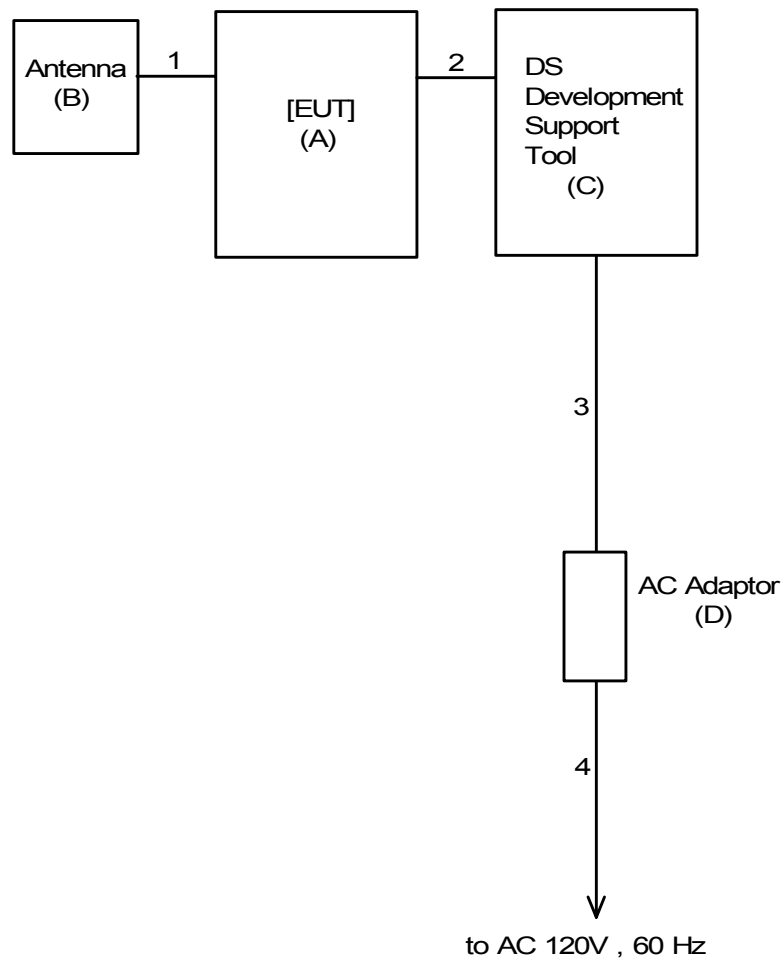 Antenna
(B)
1
[EUT]
(A)
2
DS
Development
Support
Tool
(C)
3
AC Adaptor
(D)
4
to AC 120V , 60 Hz